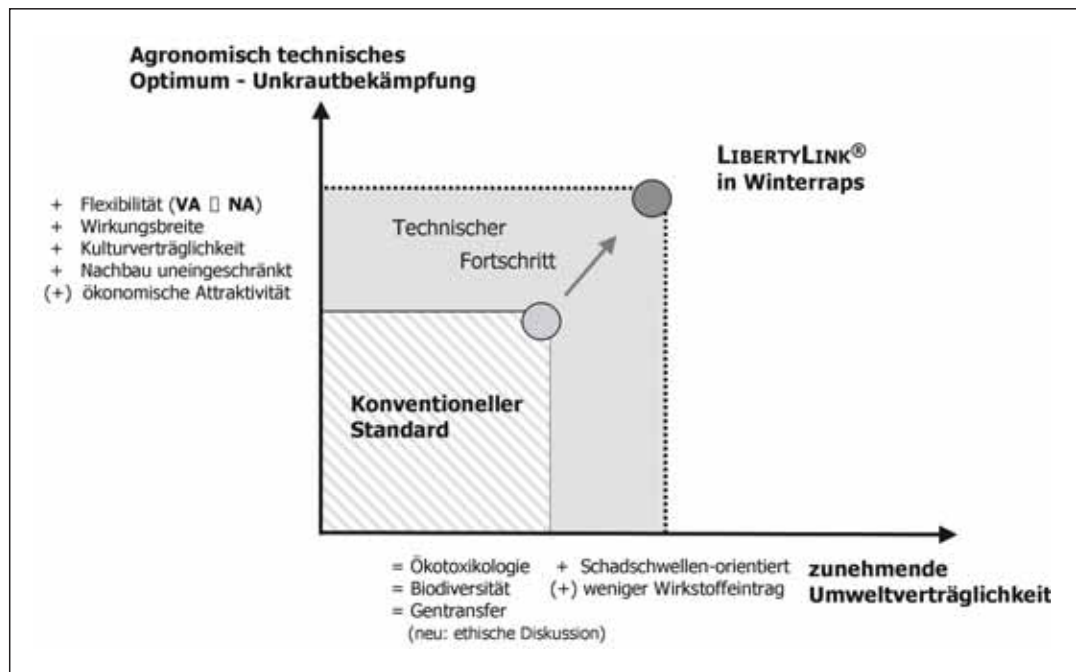 Agronomisch technisches
Optimum - Unkrautbekämpfung
LIBERTYLINK®
in Winterraps
+ Flexibilität (VA ▯ NA)
+ Wirkungsbreite
+ Kulturverträglichkeit
+ Nachbau uneingeschränkt
(+) ökonomische Attraktivität
Technischer
Fortschritt
Konventioneller
Standard
= Ökotoxikologie
= Biodiversität
= Gentransfer
(neu: ethische Diskussion)
+ Schadschwellen-orientiert
(+) weniger Wirkstoffeintrag
zunehmende
Umweltverträglichkeit